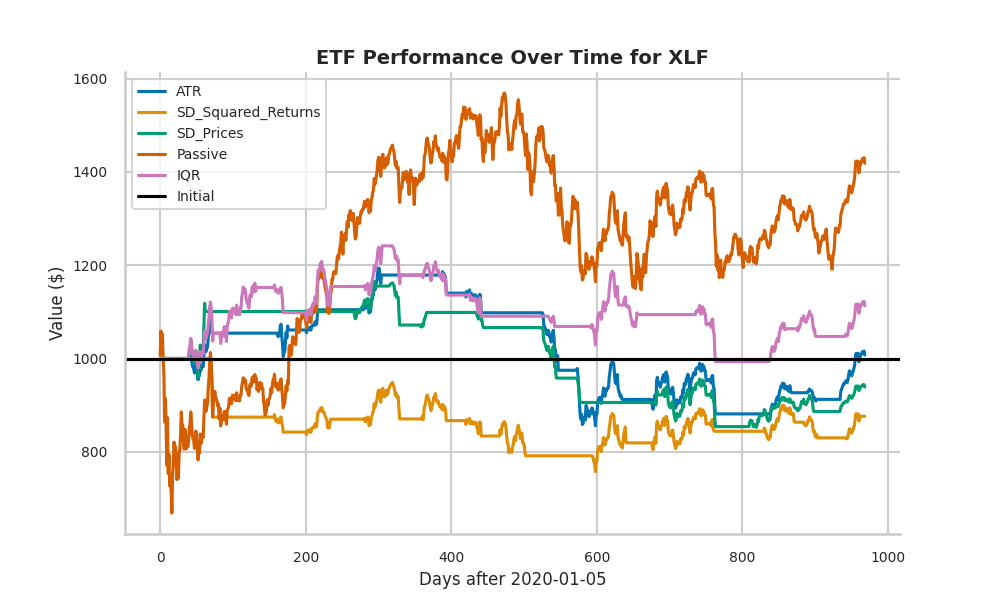 ETF Performance Over Time for XLF
1600
1400
1200
1000
800
Value ($)
ATR
SD_Squared_Returns
SD_Prices
Passive
IQR
Initial
0 200 400 600 800 1000
Days after 2020-01-05